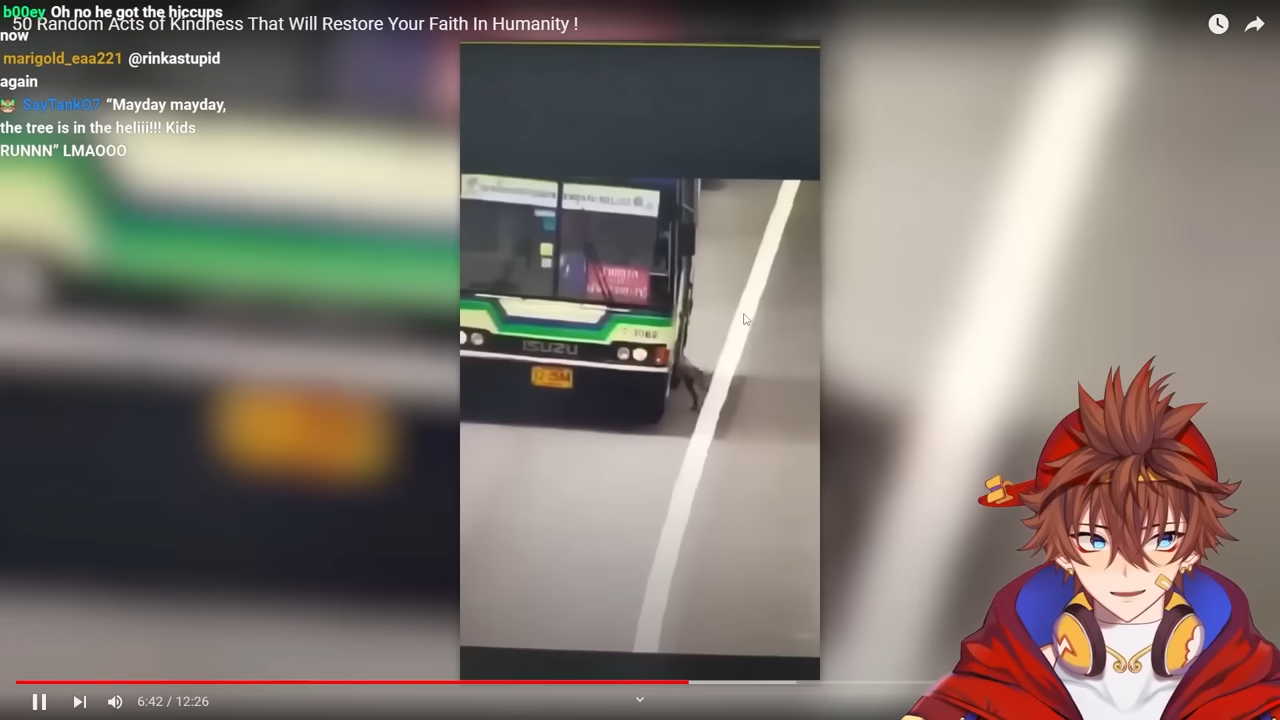 b00ey Oh no he got the hiccups
now
50 Random Acts of Kindness That Will Restore Your Faith In Humanity !
marigold_eaa221 @rinkastupid
again
SayTankO7 “Mayday mayday,
the tree is in the heliii!!! Kids
RUNNN” LMAOOO
ISUZU
6:42 / 12:26